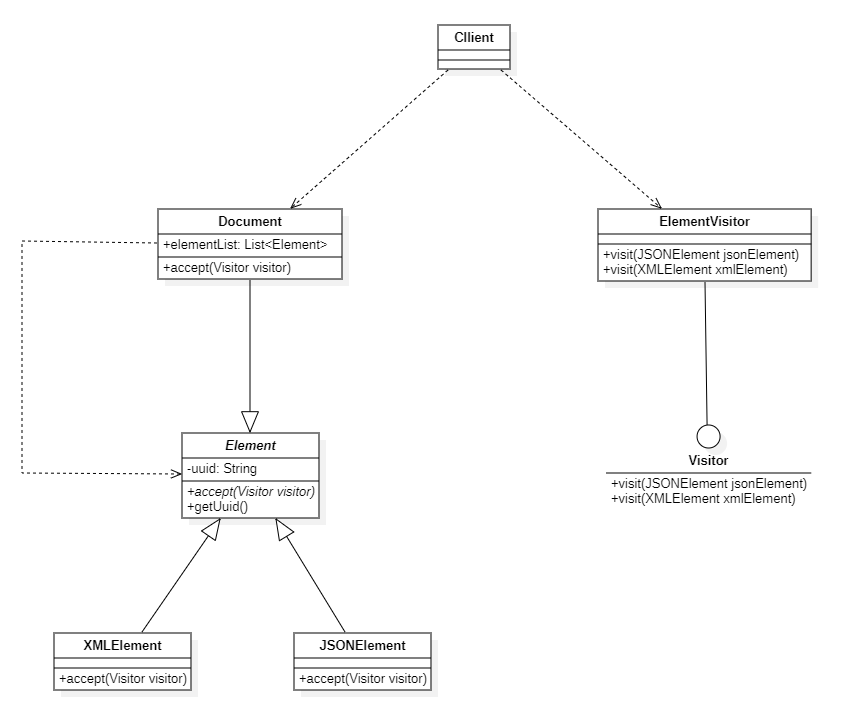 Cllient
Document
+elementList: List<Element>
+accept(Visitor visitor)
ElementVisitor
+visit(JSONElement jsonElement)
+visit(XMLElement xmlElement)
Element
-uuid: String
+accept(Visitor visitor)
+getUuid()
Visitor
+visit(JSONElement jsonElement)
+visit(XMLElement xmlElement)
XMLElement
+accept(Visitor visitor)
JSONElement
+accept(Visitor visitor)